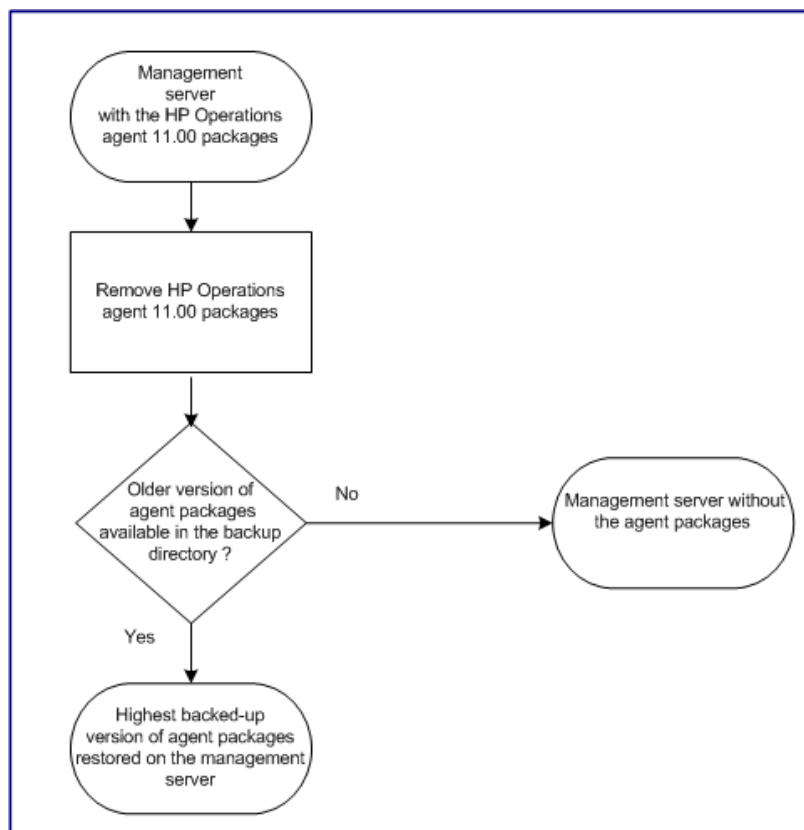 Management
server
with the HP Operations
agent 11.00 packages
Remove HP Operations
agent 11.00 packages
Older version of
agent packages
available in the backup
directory ?
No
Management server without
the agent packages
Yes
Highest backed-up
version of agent packages
restored on the management
server